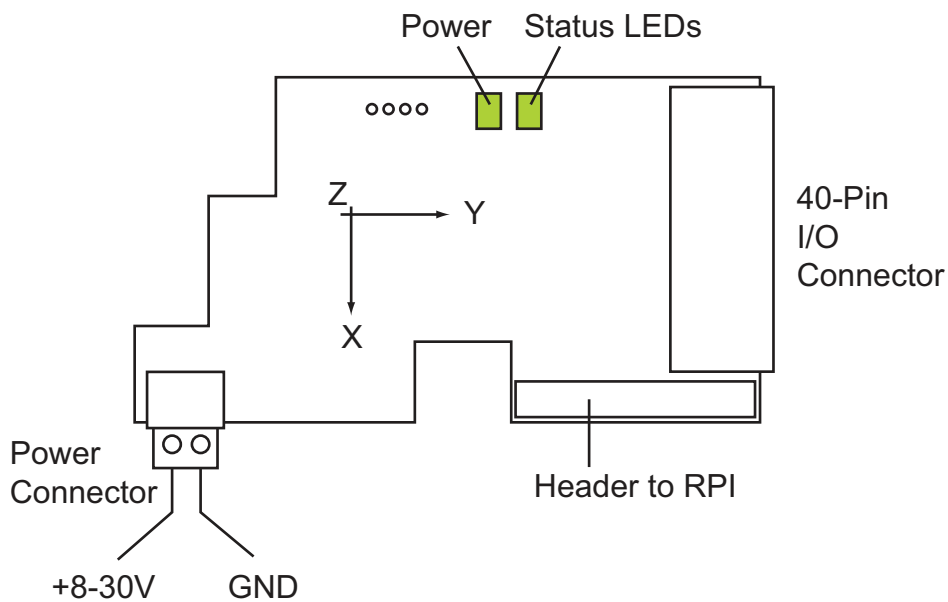 Power Status LEDs
Z
Y
X
40-Pin
I/O
Connector
Power
Connector
Header to RPI
+8-30V GND